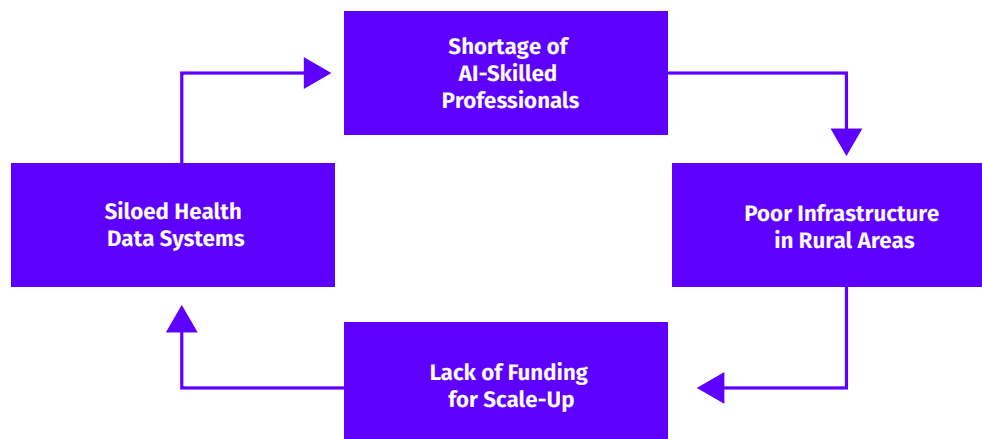 Shortage of
AI-Skilled
Professionals
Siloed Health
Data Systems
Poor Infrastructure
in Rural Areas
Lack of Funding
for Scale-Up